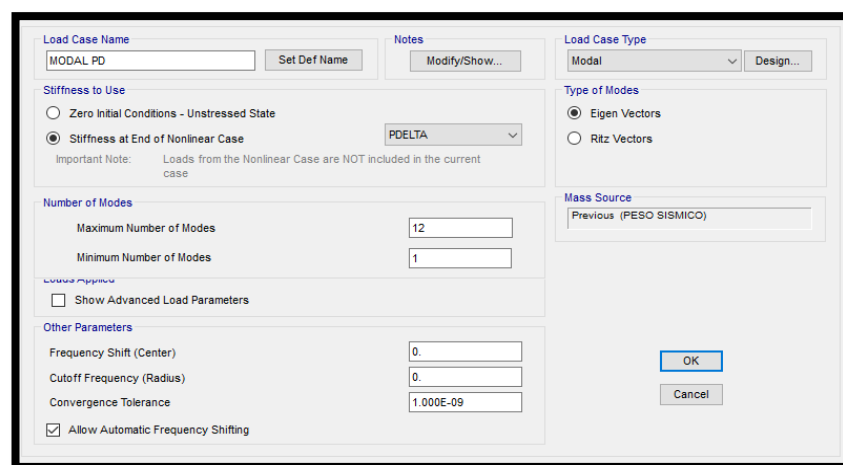 Load Case Name
MODAL PD
Set Def Name
Notes
Modify/Show...
Load Case Type
Modal
Design...
Stiffness to Use
Zero Initial Conditions - Unstressed State
Stiffness at End of Nonlinear Case
PDELTA
Important Note: Loads from the Nonlinear Case are NOT included in the current
case
Type of Modes
Eigen Vectors
Ritz Vectors
Number of Modes
Maximum Number of Modes
12
Minimum Number of Modes
1
Mass Source
Previous (PESO SISMICO)
Loads Applied
Show Advanced Load Parameters
Other Parameters
Frequency Shift (Center)
0.
Cutoff Frequency (Radius)
0.
Convergence Tolerance
1.000E-09
Allow Automatic Frequency Shifting
OK
Cancel